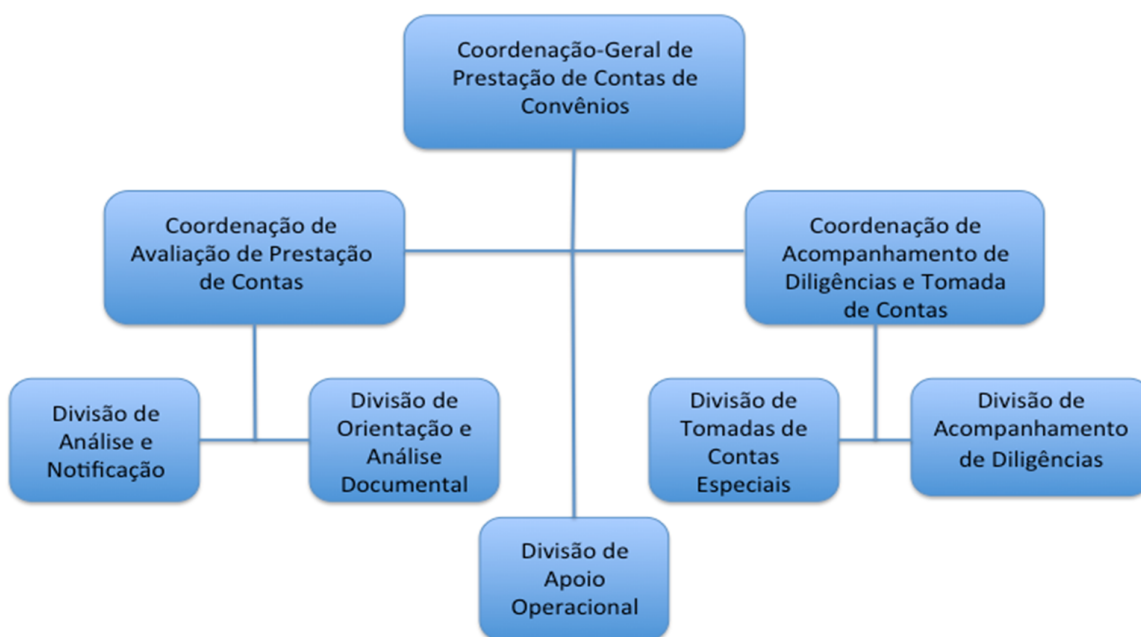 Coordenação-Geral de
Prestação de Contas de
Convênios
Coordenação de
Avaliação de Prestação
de Contas
Coordenação de
Acompanhamento de
Diligências e Tomada
de Contas
Divisão de
Análise e
Notificação
Divisão de
Orientação e
Análise
Documental
Divisão de
Tomadas de
Contas
Especiais
Divisão de
Acompanhamento
de Diligências
Divisão de
Apoio
Operacional